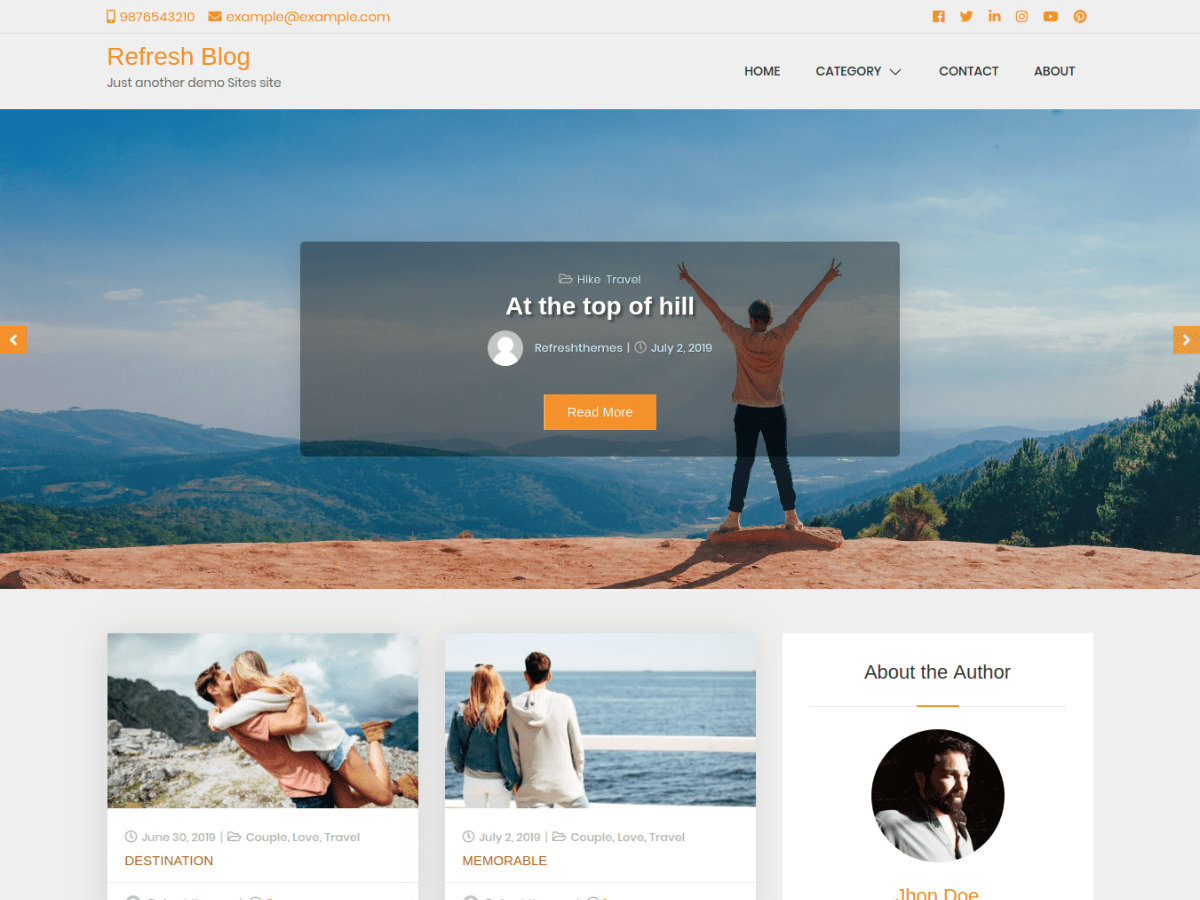 9876543210 example@example.com
Refresh Blog
Just another demo Sites site
HOME CATEGORY CONTACT ABOUT
Hike Travel
At the top of hill
Refreshthemes | July 2, 2019
Read More
June 30, 2019 | Couple, Love, Travel
DESTINATION
July 2, 2019 | Couple, Love, Travel
MEMORABLE
About the Author
Jhon Doe